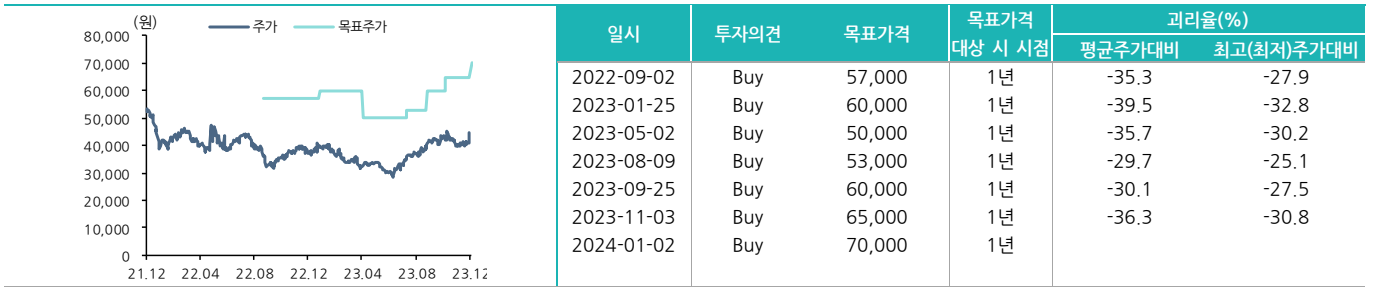 (원)
주가
목표주가
80,000
70,000
60,000
50,000
40,000
30,000
20,000
10,000
0
21.12 22.04 22.08 22.12 23.04 23.08 23.12
일시 투자의견 목표가격 목표가격 대상 시 시점 괴리율(%)
평균주가대비 최고(최저)주가대비
2022-09-02 Buy 57,000 1년 -35.3 -27.9
2023-01-25 Buy 60,000 1년 -39.5 -32.8
2023-05-02 Buy 50,000 1년 -35.7 -30.2
2023-08-09 Buy 53,000 1년 -29.7 -25.1
2023-09-25 Buy 60,000 1년 -30.1 -27.5
2023-11-03 Buy 65,000 1년 -36.3 -30.8
2024-01-02 Buy 70,000 1년